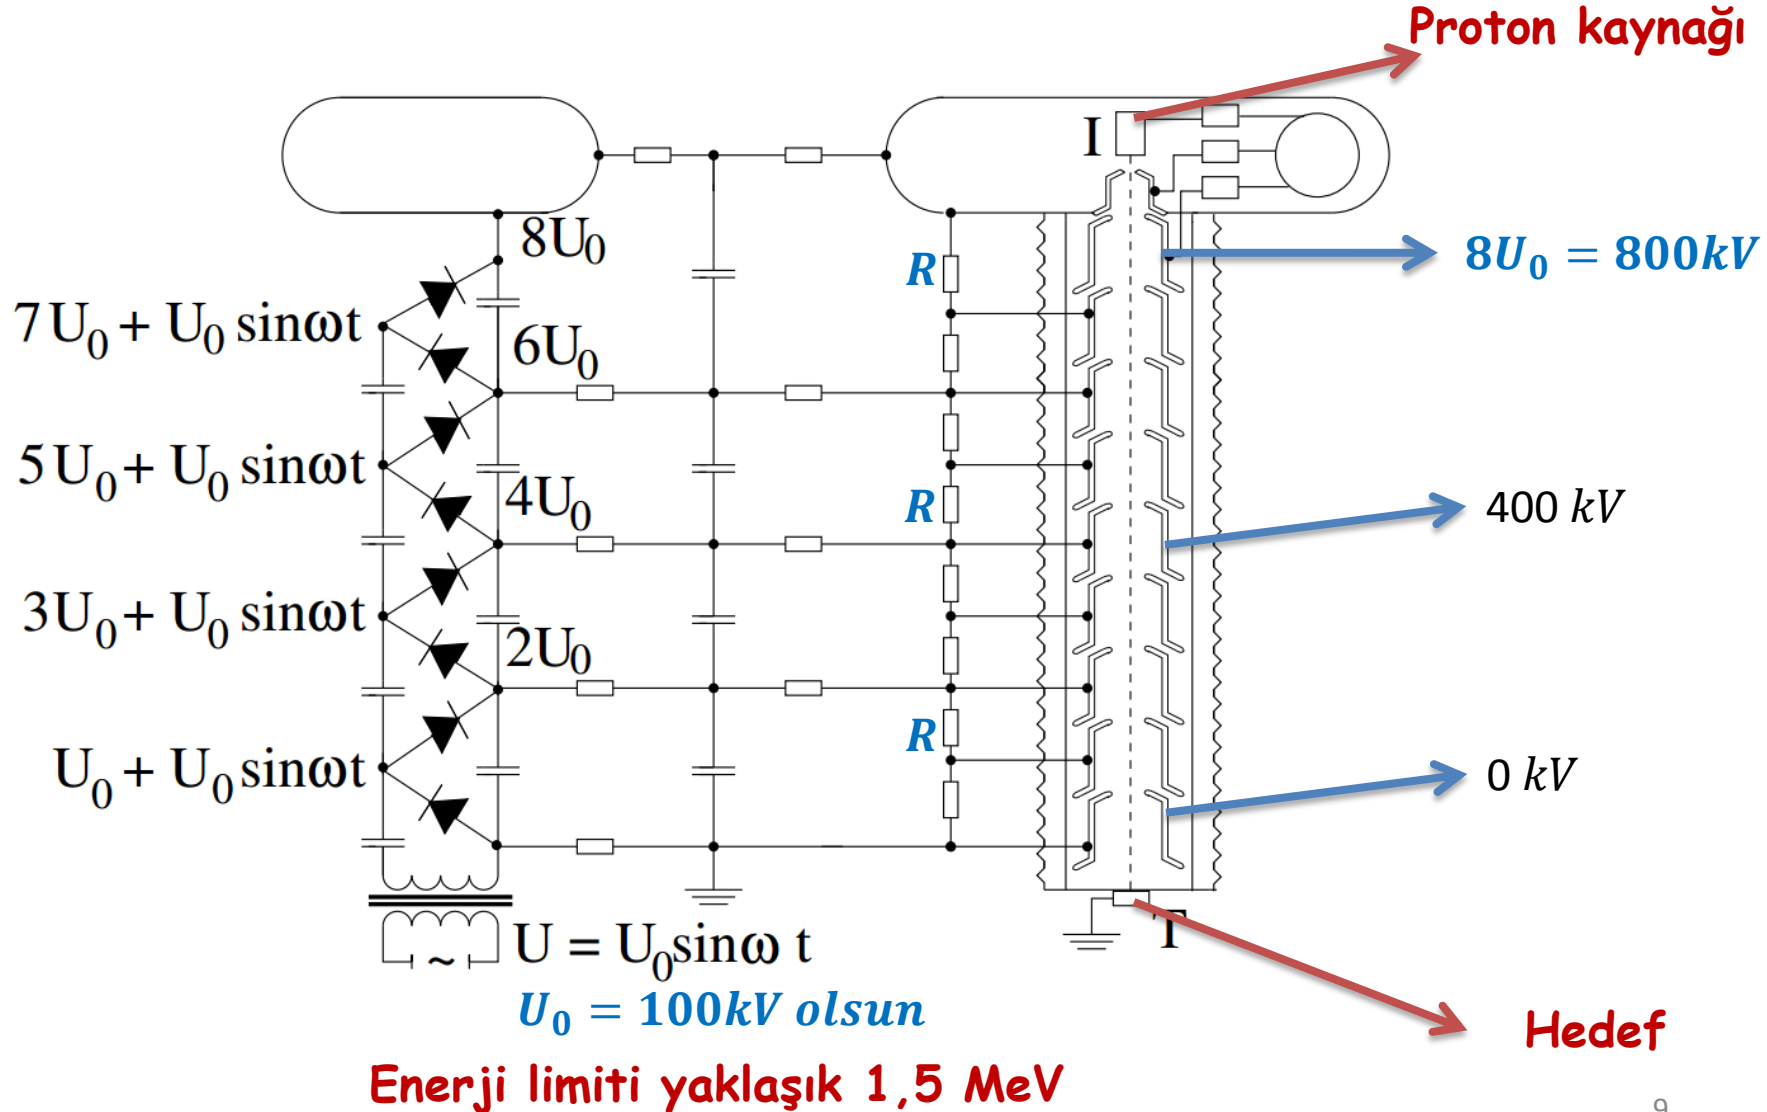 Proton kaynağı
I
8U₀
R
8U₀ = 800kV
7U₀ + U₀ sinωt
6U₀
5U₀ + U₀ sinωt
4U₀
R
400 kV
3U₀ + U₀ sinωt
2U₀
R
U₀ + U₀ sinωt
0 kV
T
~
U = U₀sinω t
U₀ = 100kV olsun
Hedef
Enerji limiti yaklaşık 1,5 MeV
9